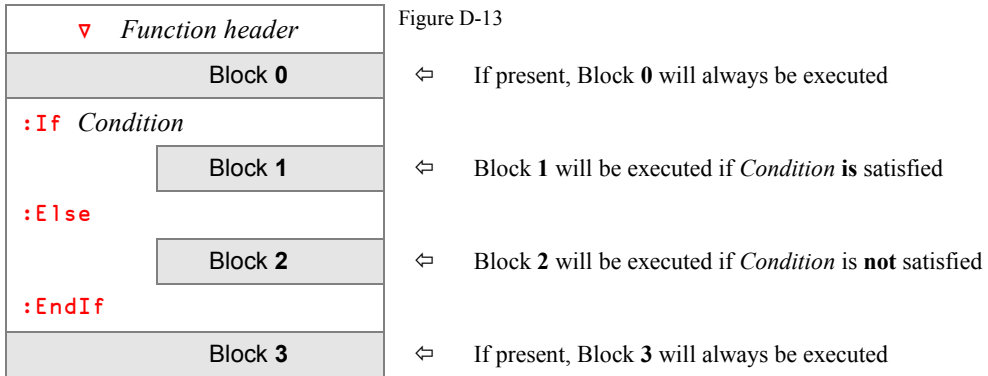 ∇ Function header
Figure D-13
Block 0 ⇦ If present, Block 0 will always be executed
:If Condition
Block 1 ⇦ Block 1 will be executed if Condition is satisfied
:Else
Block 2 ⇦ Block 2 will be executed if Condition is not satisfied
:EndIf
Block 3 ⇦ If present, Block 3 will always be executed